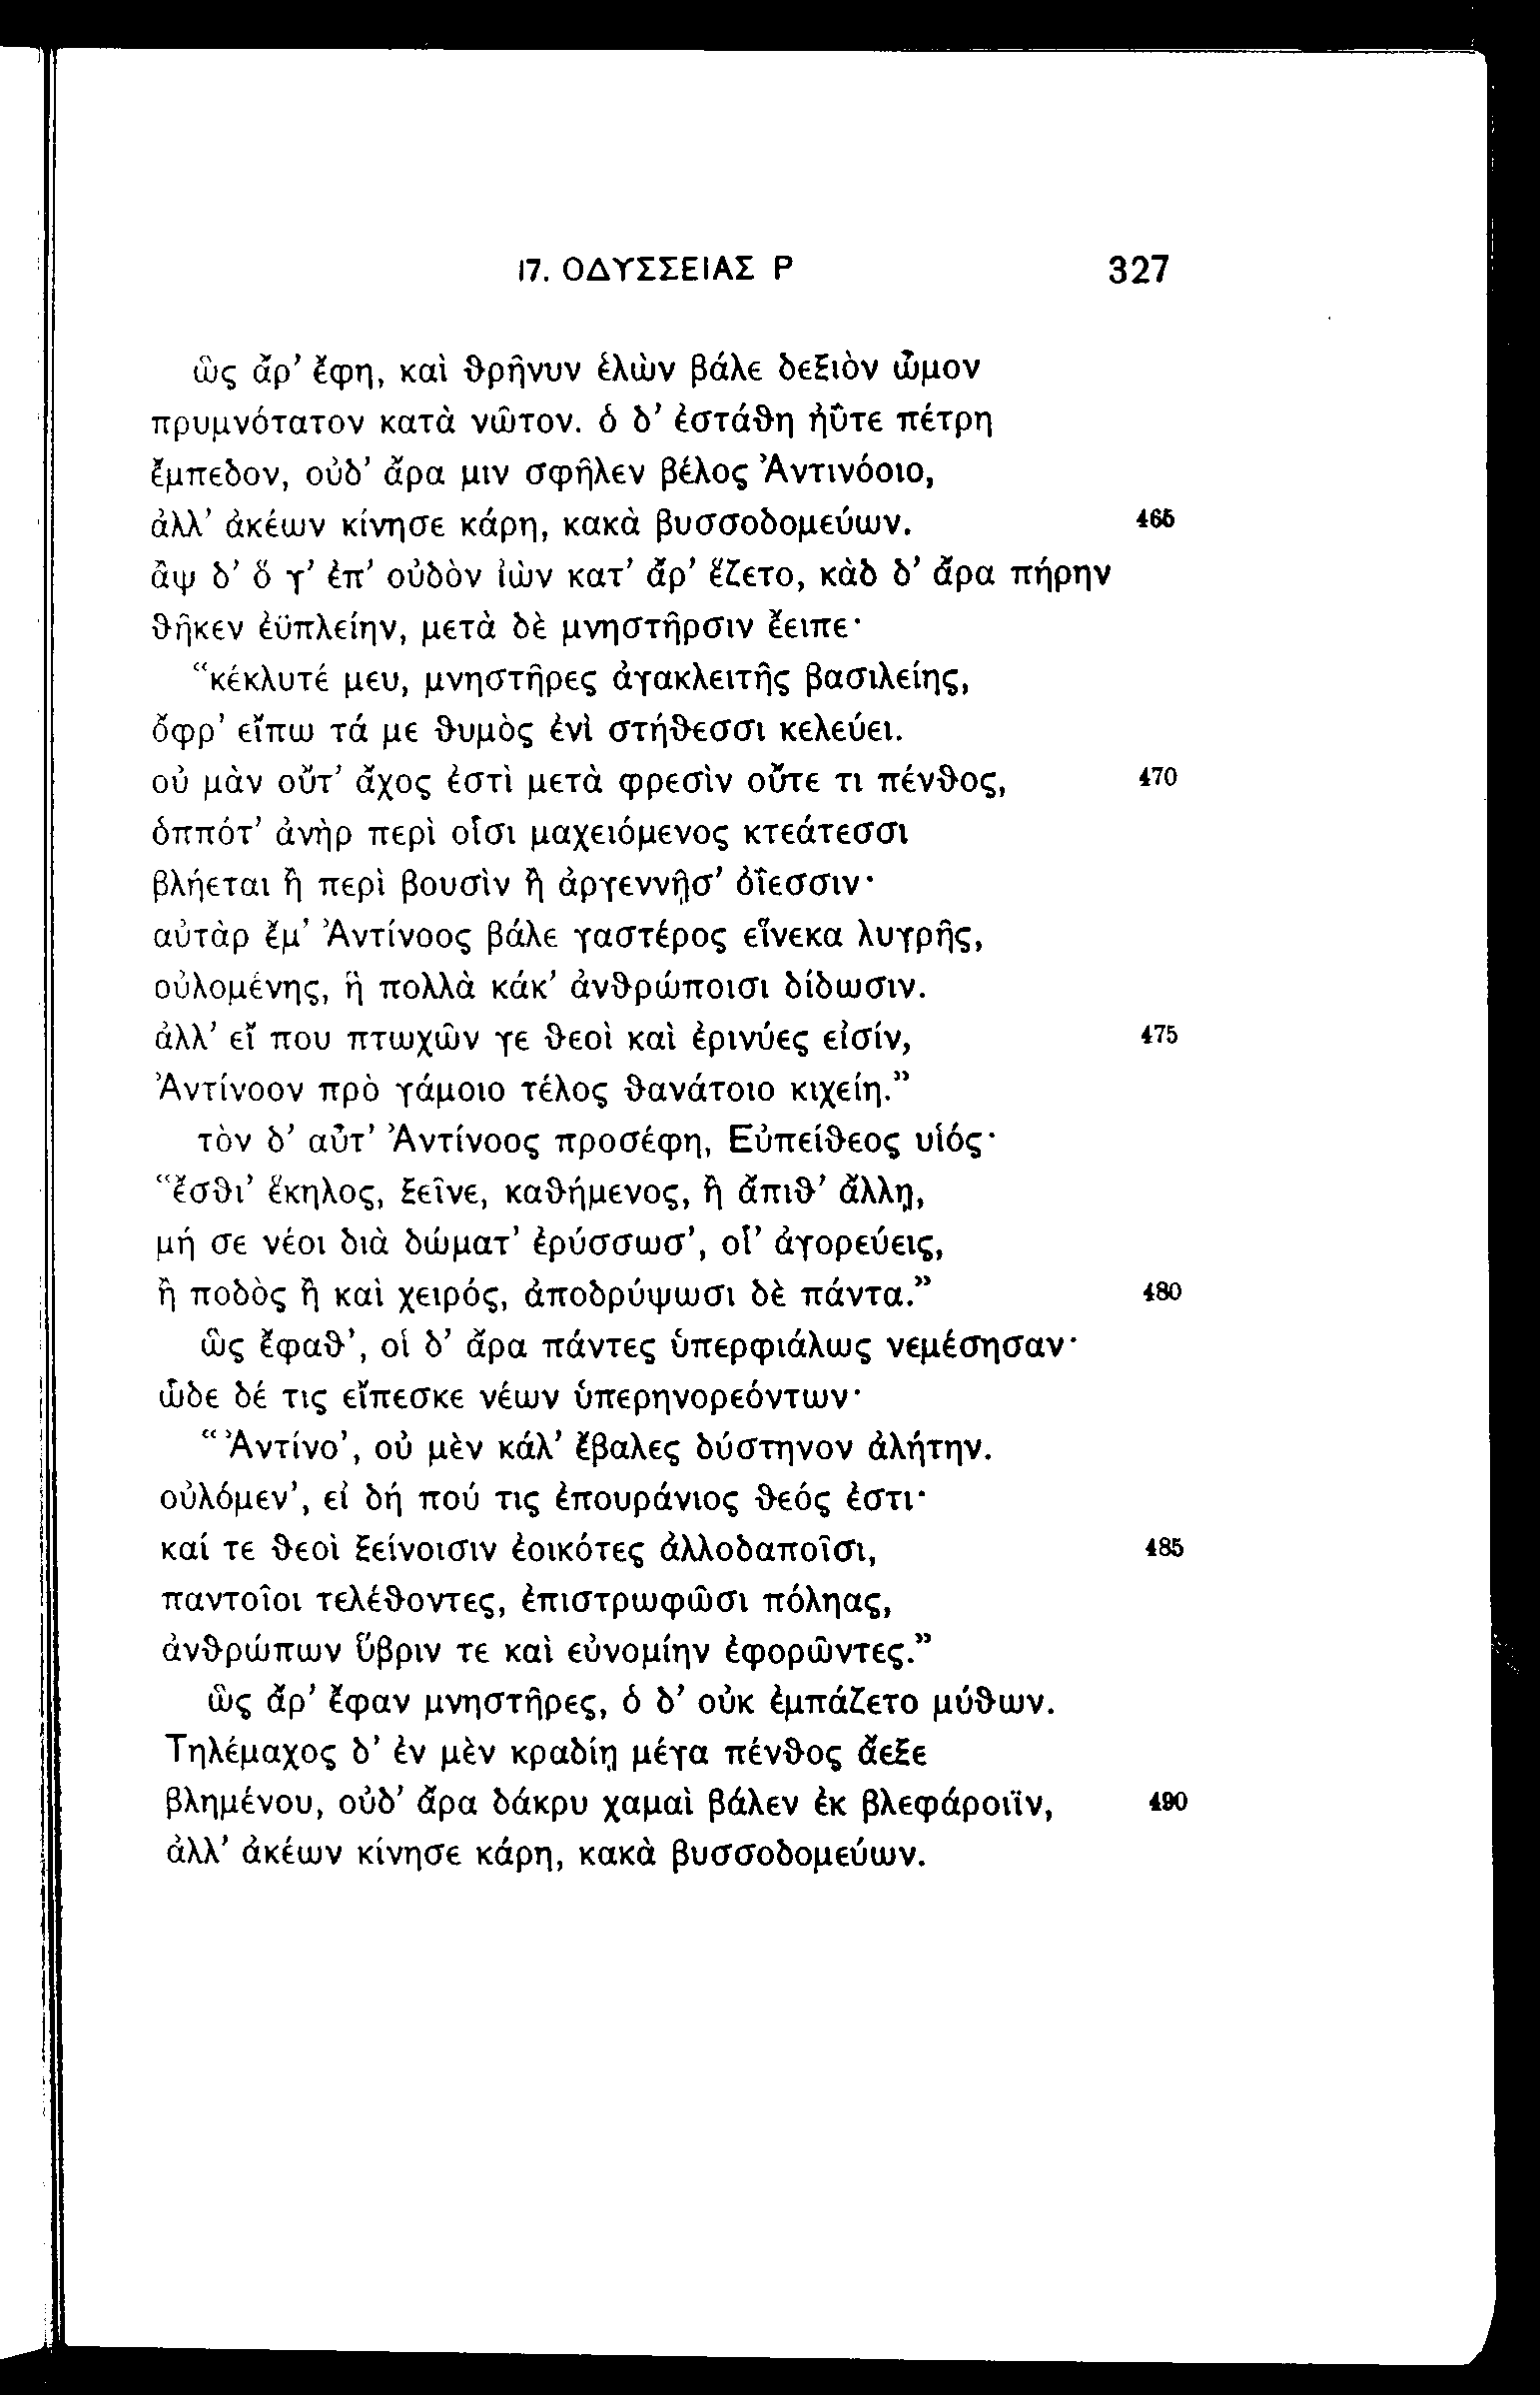 17. ΟΔΥΣΣΕΙΑΣ Ρ 327
ὣς ἄρ’ ἔφη, καὶ θρῆνυν ἑλὼν βάλε δεξιὸν ὦμον
πρυμνότατον κατὰ νῶτον. ὁ δ’ ἐστάθη ἠΰτε πέτρη
ἔμπεδον, οὐδ’ ἄρα μιν σφῆλεν βέλος Ἀντινόοιο,
ἀλλ’ ἀκέων κίνησε κάρη, κακὰ βυσσοδομεύων. 465
ἂψ δ’ ὅ γ’ ἐπ’ οὐδὸν ἰὼν κατ’ ἄρ’ ἕζετο, κὰδ δ’ ἄρα πήρην
θῆκεν ἐϋπλείην, μετὰ δὲ μνηστῆρσιν ἔειπε·
“κέκλυτέ μευ, μνηστῆρες ἀγακλειτῆς βασιλείης,
ὄφρ’ εἴπω τά με θυμὸς ἐνὶ στήθεσσι κελεύει.
οὐ μὰν οὔτ’ ἄχος ἐστὶ μετὰ φρεσὶν οὔτε τι πένθος, 470
ὁππότ’ ἀνὴρ περὶ οἷσι μαχειόμενος κτεάτεσσι
βλήεται ἢ περὶ βουσὶν ἢ ἀργεννῇσ’ ὀΐεσσιν·
αὐτὰρ ἔμ’ Ἀντίνοος βάλε γαστέρος εἵνεκα λυγρῆς,
οὐλομένης, ἣ πολλὰ κάκ’ ἀνθρώποισι δίδωσιν.
ἀλλ’ εἴ που πτωχῶν γε θεοὶ καὶ ἐρινύες εἰσίν, 475
Ἀντίνοον πρὸ γάμοιο τέλος θανάτοιο κιχείη.”
τὸν δ’ αὖτ’ Ἀντίνοος προσέφη, Εὐπείθεος υἱός·
“ἔσθι’ ἕκηλος, ξεῖνε, καθήμενος, ἢ ἄπιθ’ ἄλλῃ,
μή σε νέοι διὰ δώματ’ ἐρύσσωσ’, οἷ’ ἀγορεύεις,
ἢ ποδὸς ἢ καὶ χειρός, ἀποδρύψωσι δὲ πάντα.” 480
ὣς ἔφαθ’, οἱ δ’ ἄρα πάντες ὑπερφιάλως νεμέσησαν·
ὧδε δέ τις εἴπεσκε νέων ὑπερηνορεόντων·
“Ἀντίνο’, οὐ μὲν κάλ’ ἔβαλες δύστηνον ἀλήτην.
οὐλόμεν’, εἰ δή πού τις ἐπουράνιος θεός ἐστι·
καί τε θεοὶ ξείνοισιν ἐοικότες ἀλλοδαποῖσι, 485
παντοῖοι τελέθοντες, ἐπιστρωφῶσι πόληας,
ἀνθρώπων ὕβριν τε καὶ εὐνομίην ἐφορῶντες.”
ὣς ἄρ’ ἔφαν μνηστῆρες, ὁ δ’ οὐκ ἐμπάζετο μύθων.
Τηλέμαχος δ’ ἐν μὲν κραδίῃ μέγα πένθος ἄεξε
βλημένου, οὐδ’ ἄρα δάκρυ χαμαὶ βάλεν ἐκ βλεφάροιϊν, 490
ἀλλ’ ἀκέων κίνησε κάρη, κακὰ βυσσοδομεύων.